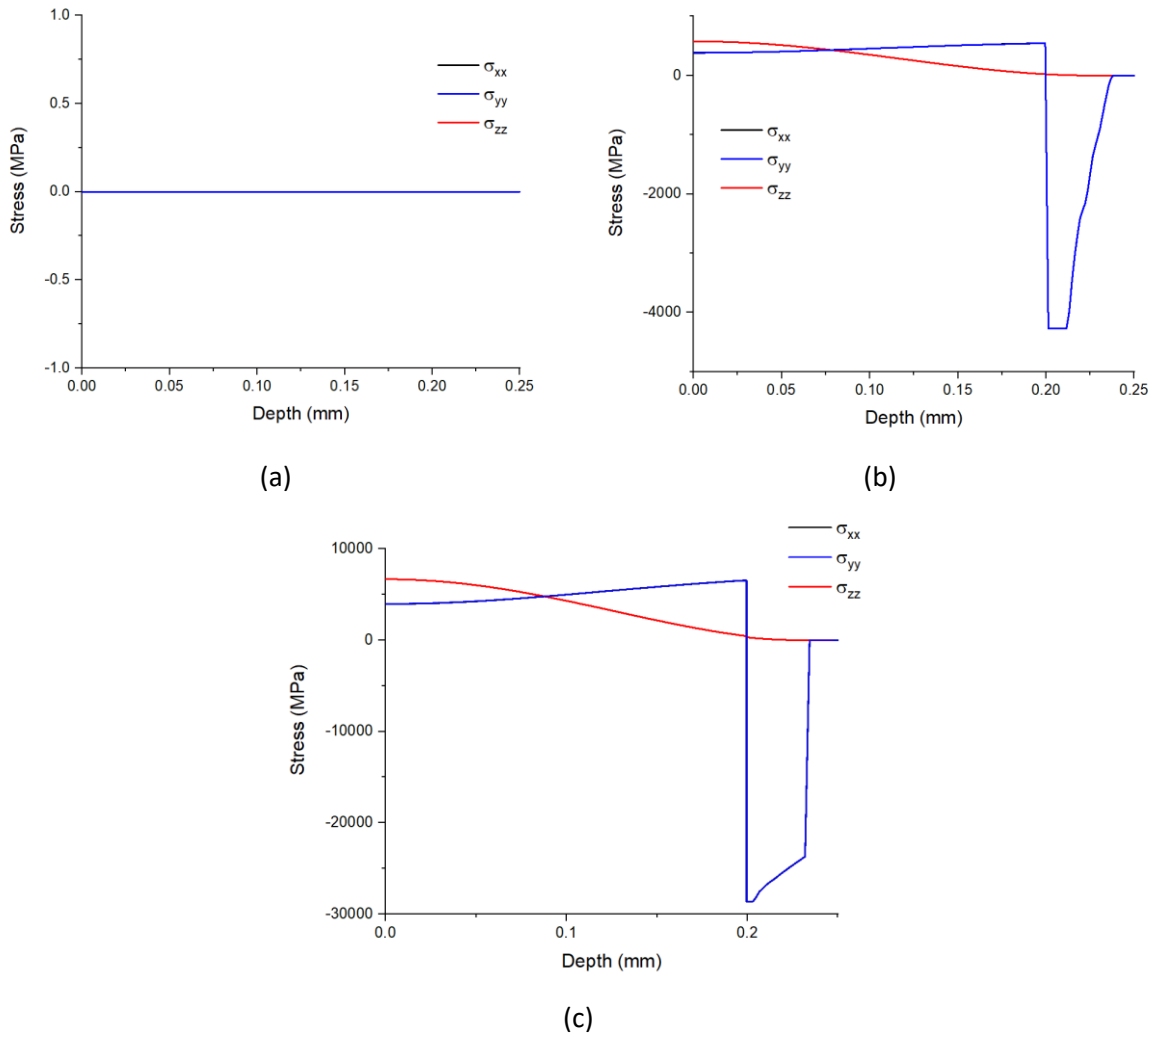 1.0
0.5
0.0
-0.5
-1.0
Stress (MPa)
0.00 0.05 0.10 0.15 0.20 0.25
Depth (mm)
σxx
σyy
σzz
(a)
0
-2000
-4000
Stress (MPa)
0.00 0.05 0.10 0.15 0.20 0.25
Depth (mm)
σxx
σyy
σzz
(b)
10000
0
-10000
-20000
-30000
Stress (MPa)
0.0 0.1 0.2
Depth (mm)
σxx
σyy
σzz
(c)